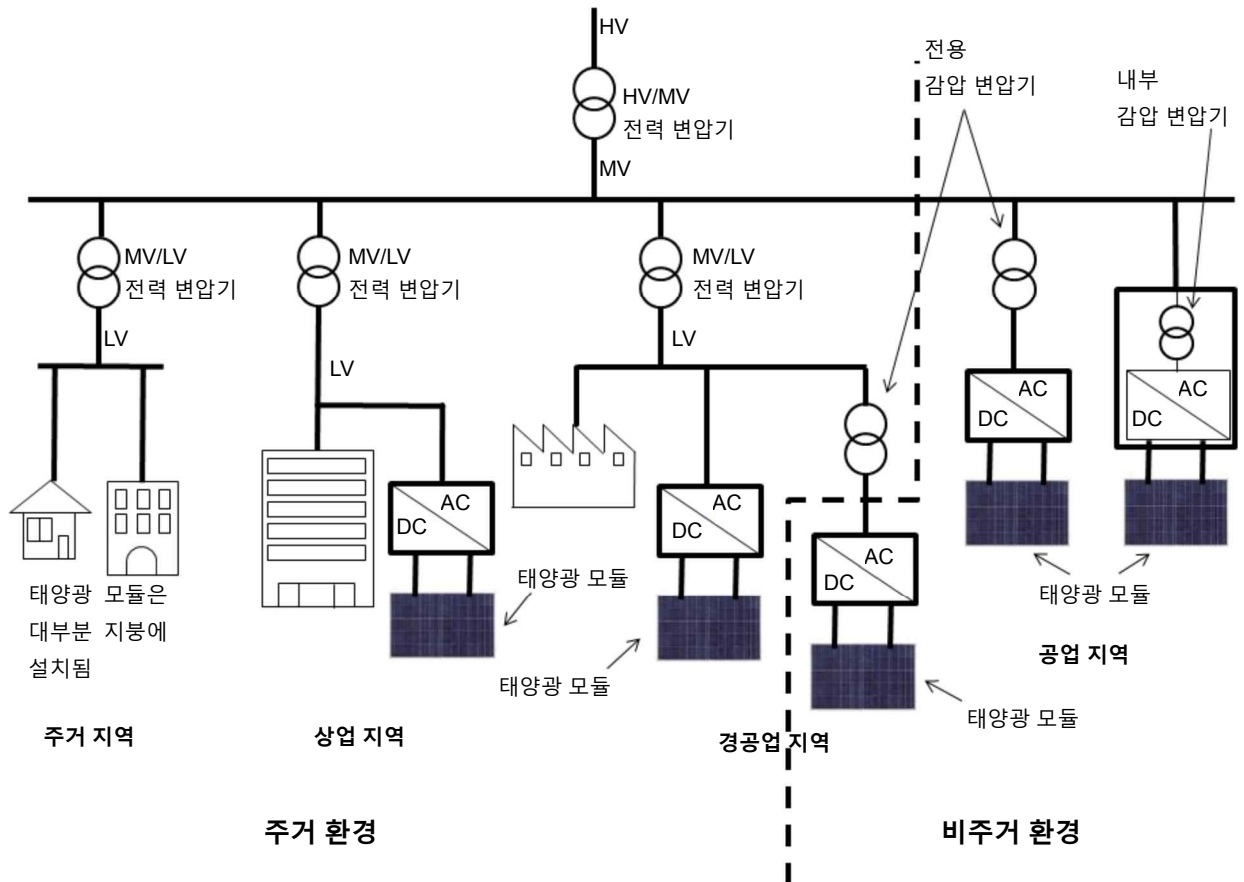 HV
HV/MV
전력 변압기
MV
전용
감압 변압기
내부
감압 변압기
MV/LV
전력 변압기
LV
MV/LV
전력 변압기
LV
MV/LV
전력 변압기
LV
AC
DC
AC
DC
AC
DC
AC
DC
AC
DC
태양광 모듈은
대부분 지붕에
설치됨
태양광 모듈
태양광 모듈
태양광 모듈
태양광 모듈
주거 지역
상업 지역
경공업 지역
공업 지역
주거 환경
비주거 환경